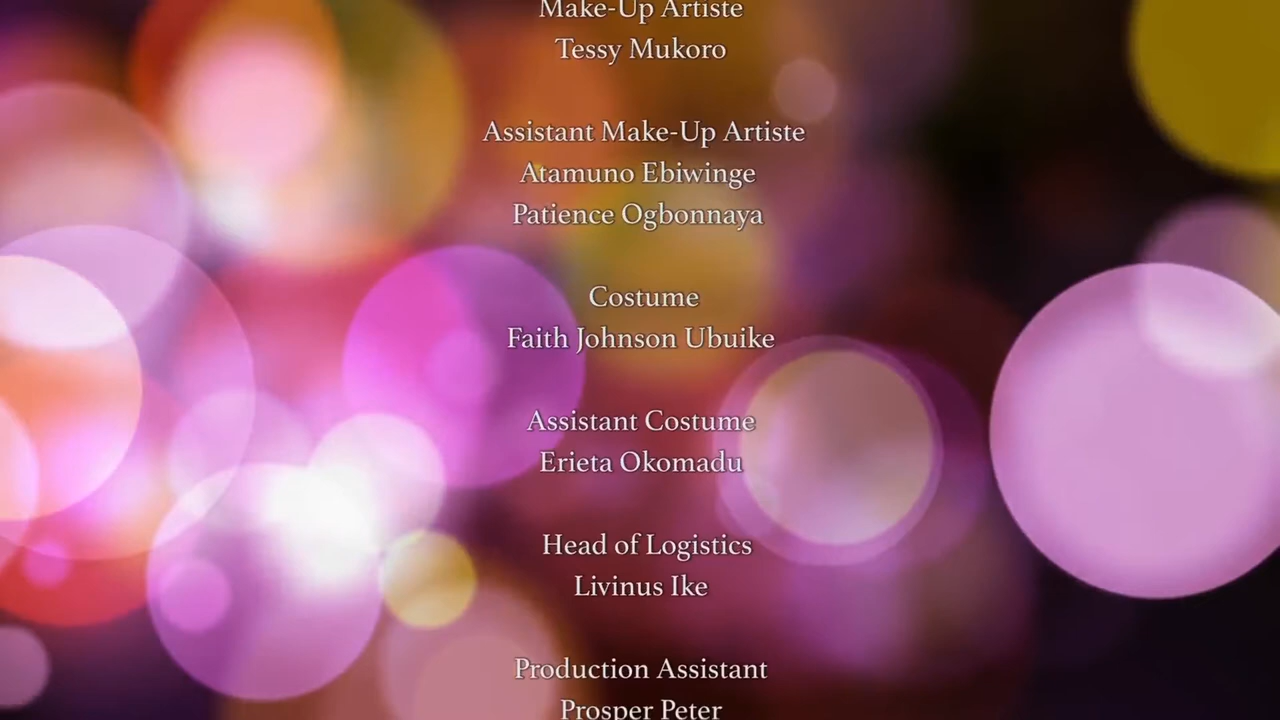 Make-Up Artiste
Tessy Mukoro
Assistant Make-Up Artiste
Atamuno Ebiwinge
Patience Ogbonnaya
Costume
Faith Johnson Ubuike
Assistant Costume
Erieta Okomadu
Head of Logistics
Livinus Ike
Production Assistant
Prosper Peter